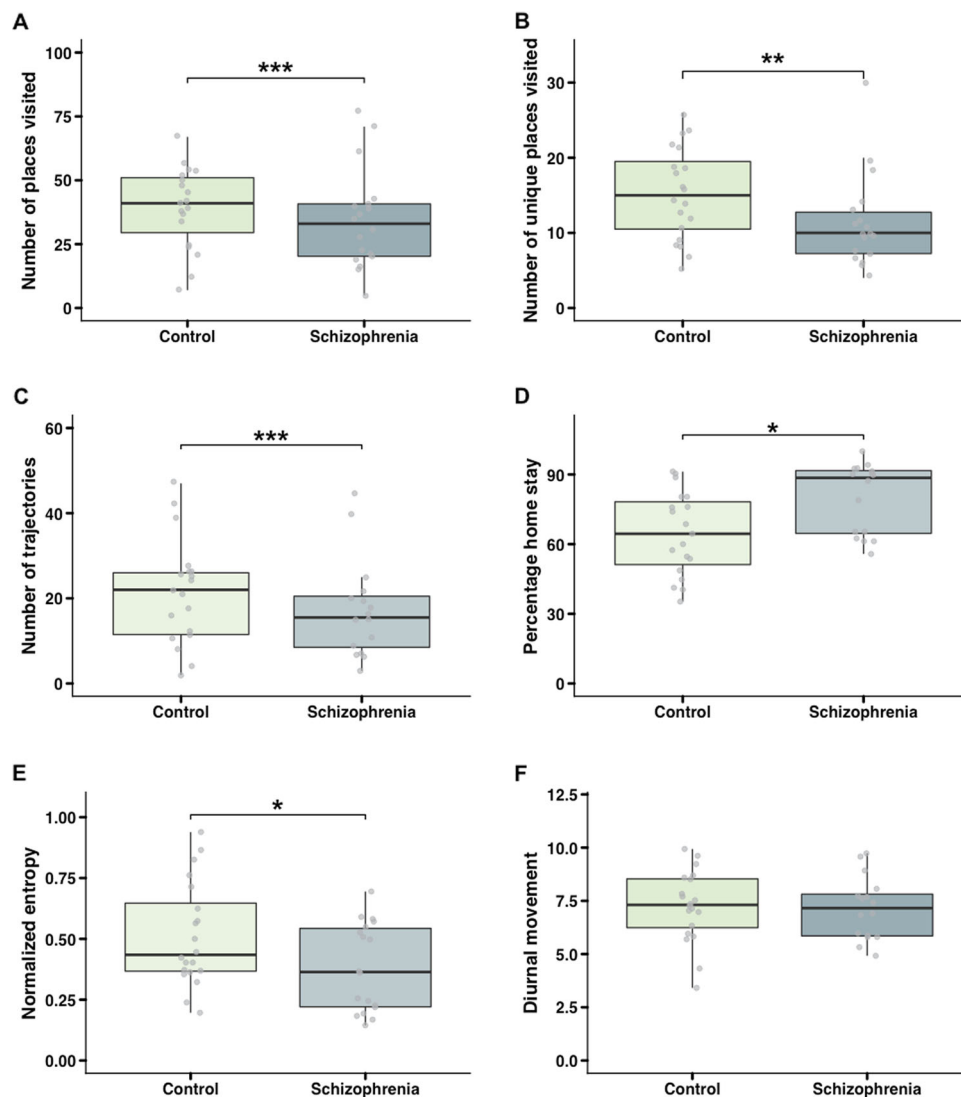 A
Number of places visited
100
75
50
25
0
***
Control
Schizophrenia
B
Number of unique places visited
30
20
10
0
**
Control
Schizophrenia
C
Number of trajectories
60
40
20
0
***
Control
Schizophrenia
D
Percentage home stay
90
60
30
0
*
Control
Schizophrenia
E
Normalized entropy
1.00
0.75
0.50
0.25
0.00
*
Control
Schizophrenia
F
Diurnal movement
12.5
10.0
7.5
5.0
2.5
0.0
Control
Schizophrenia